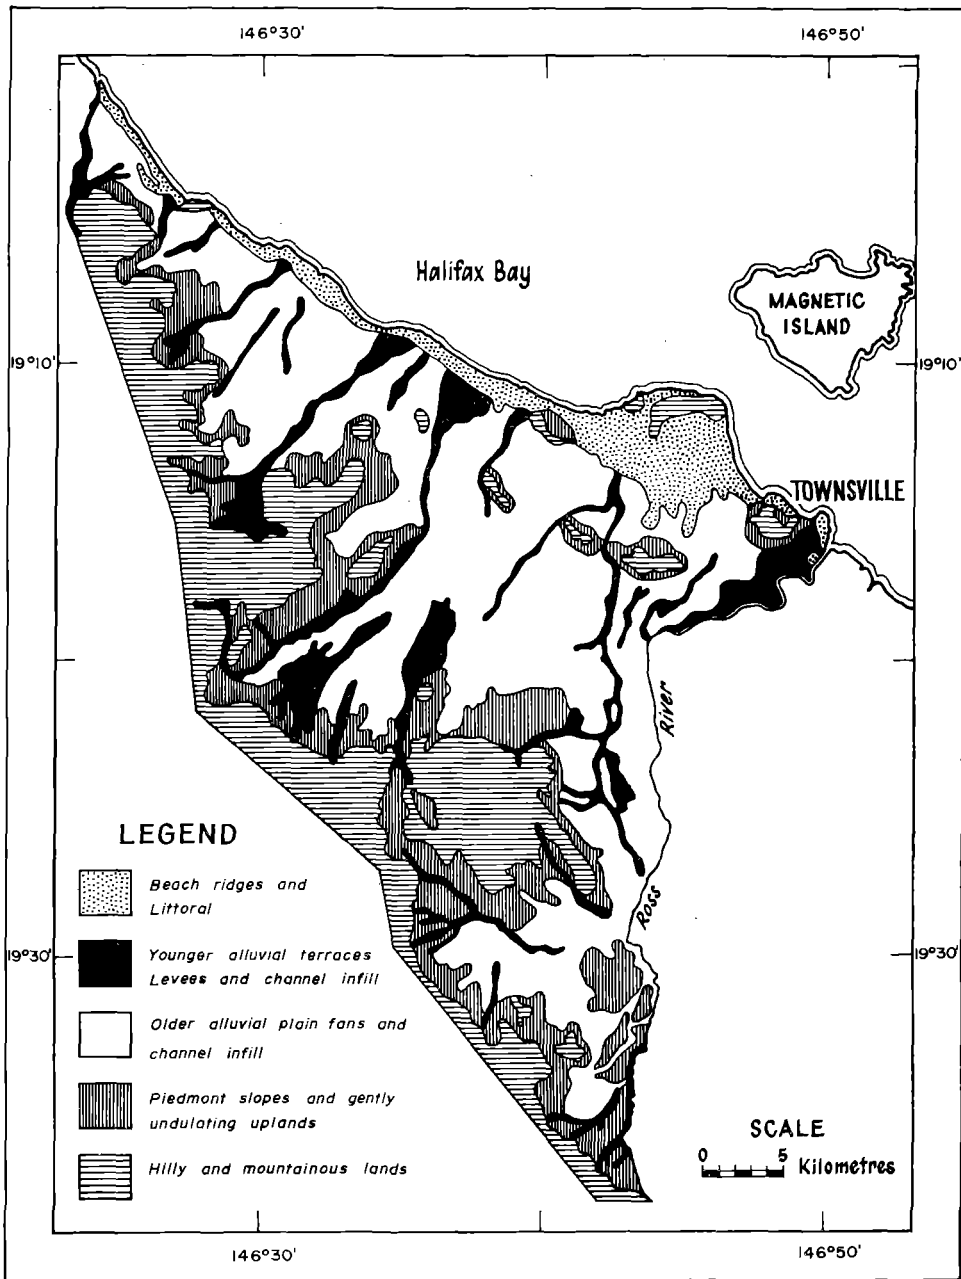 146°30'
146°50'
Halifax Bay
MAGNETIC
ISLAND
19°10'
19°10'
TOWNSVILLE
River
Ross
LEGEND
Beach ridges and
Littoral
19°30'
19°30'
Younger alluvial terraces
Levees and channel infill
Older alluvial plain fans and
channel infill
Piedmont slopes and gently
undulating uplands
Hilly and mountainous lands
SCALE
0 5
Kilometres
146°30'
146°50'